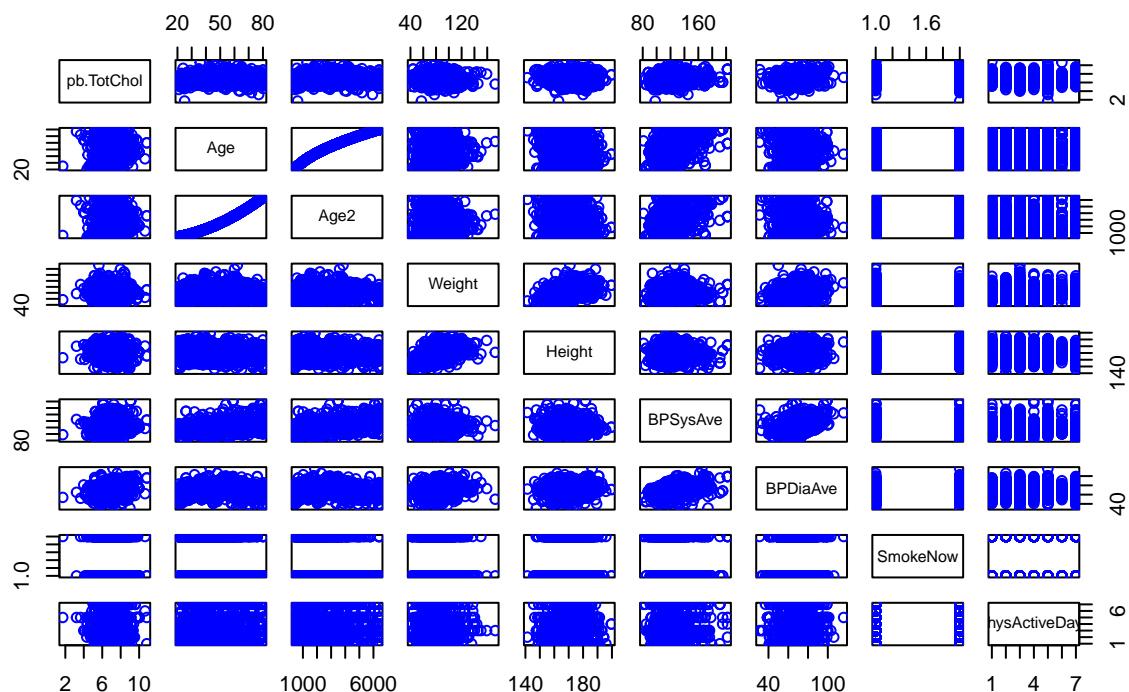 20 50 80
40 120
80 160
1.0 1.6
pb.TotChol
2
Age
20
Age2
1000
Weight
40
Height
140
BPSysAve
80
BPDiaAve
40
SmokeNow
1.0
hysActiveDay
1 6
2 6 10
1000 6000
140 180
40 100
1 4 7